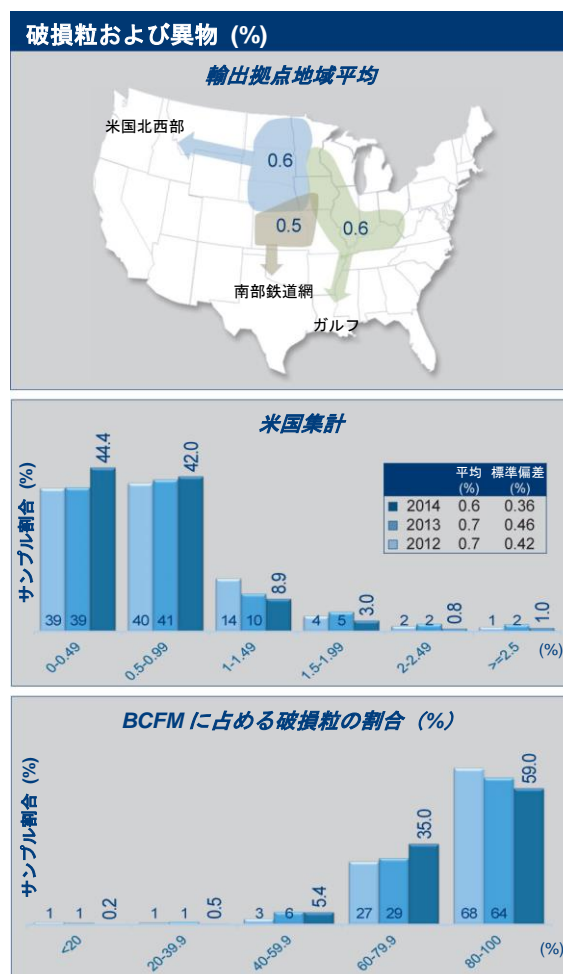 破損粒および異物 (%)
輸出拠点地域平均
米国北西部
0.6
0.5
0.6
南部鉄道網
ガルフ
米国集計
サンプル割合 (%)
平均 標準偏差
(%) (%)
2014 0.6 0.36
2013 0.7 0.46
2012 0.7 0.42
39 39 44.4
40 41 42.0
14 10 8.9
4 5 3.0
2 2 0.8
1 2 1.0
0-0.49 0.5-0.99 1-1.49 1.5-1.99 2-2.49 >=2.5 (%)
BCFM に占める破損粒の割合（%）
サンプル割合 (%)
1 1 0.2
1 1 0.5
3 6 5.4
27 29 35.0
68 64 59.0
<20 20-39.9 40-59.9 60-79.9 80-100 (%)